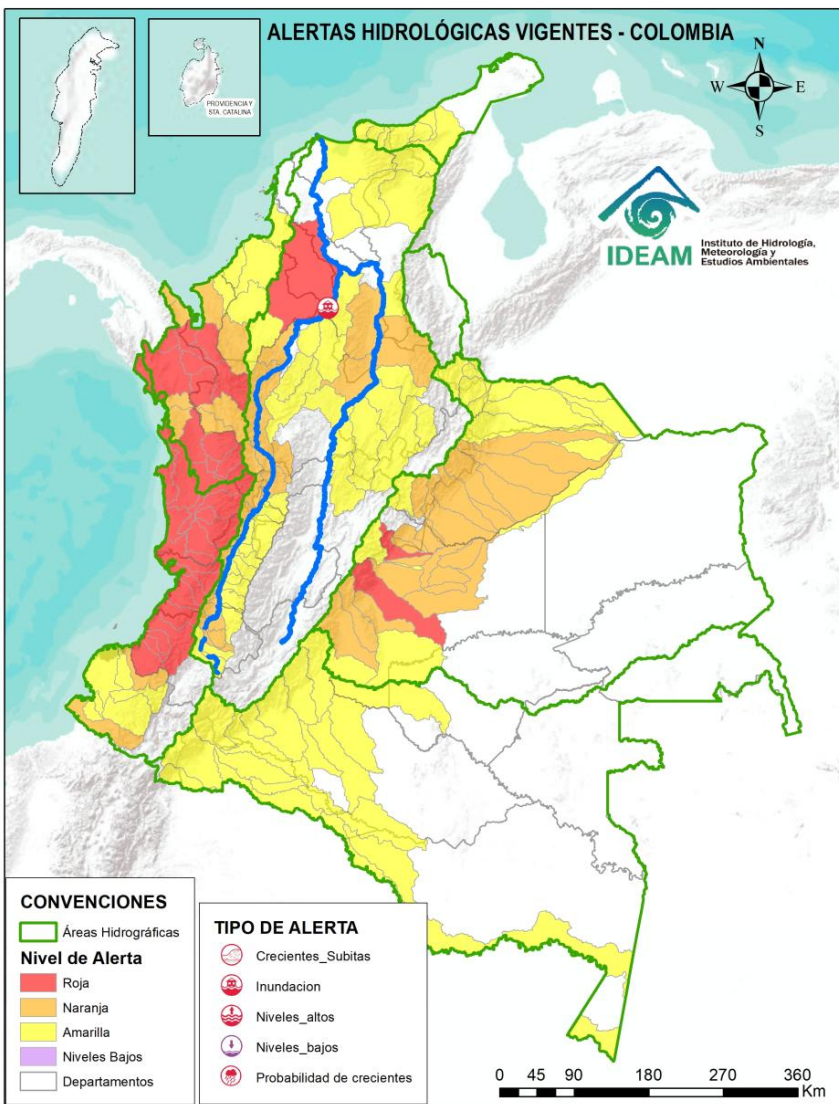 ALERTAS HIDROLÓGICAS VIGENTES - COLOMBIA
PROVIDENCIA Y
STA. CATALINA
N
W
E
S
IDEAM
Instituto de Hidrología,
Meteorología y
Estudios Ambientales
CONVENCIONES
Áreas Hidrográficas
Nivel de Alerta
Roja
Naranja
Amarilla
Niveles Bajos
Departamentos
TIPO DE ALERTA
Crecientes_Subitas
Inundacion
Niveles_altos
Niveles_bajos
Probabilidad de crecientes
0 45 90 180 270 360
Km